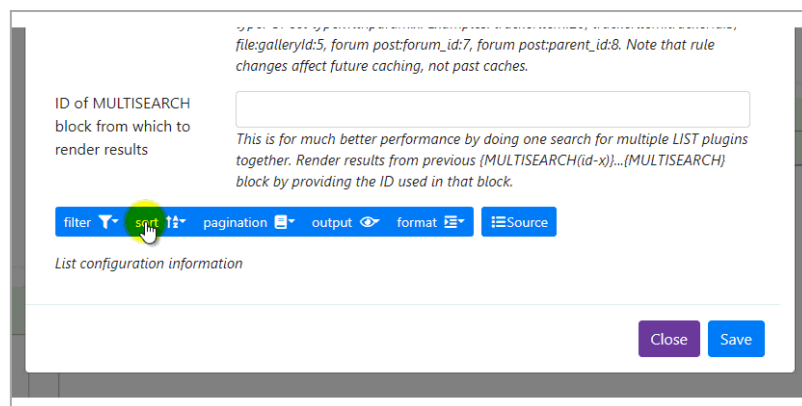 file:galleryId:5, forum post:forum_id:7, forum post:parent_id:8. Note that rule
changes affect future caching, not past caches.
ID of MULTISEARCH
block from which to
render results
This is for much better performance by doing one search for multiple LIST plugins
together. Render results from previous {MULTISEARCH(id-x)}...{MULTISEARCH}
block by providing the ID used in that block.
filter sort pagination output format Source
List configuration information
Close Save